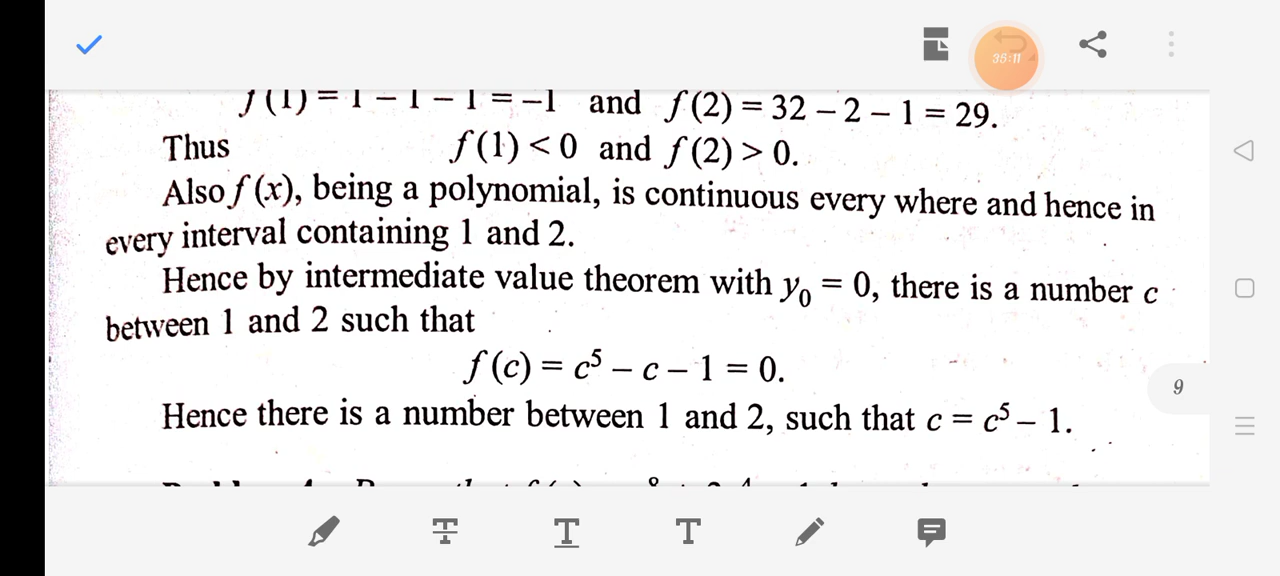 35:11
f(1) = 1 – 1 – 1 = –1 and f(2) = 32 – 2 – 1 = 29.
Thus f(1) < 0 and f(2) > 0.
Also f(x), being a polynomial, is continuous every where and hence in
every interval containing 1 and 2.
Hence by intermediate value theorem with y₀ = 0, there is a number c
between 1 and 2 such that
f(c) = c⁵ – c – 1 = 0.
9
Hence there is a number between 1 and 2, such that c = c⁵ – 1.